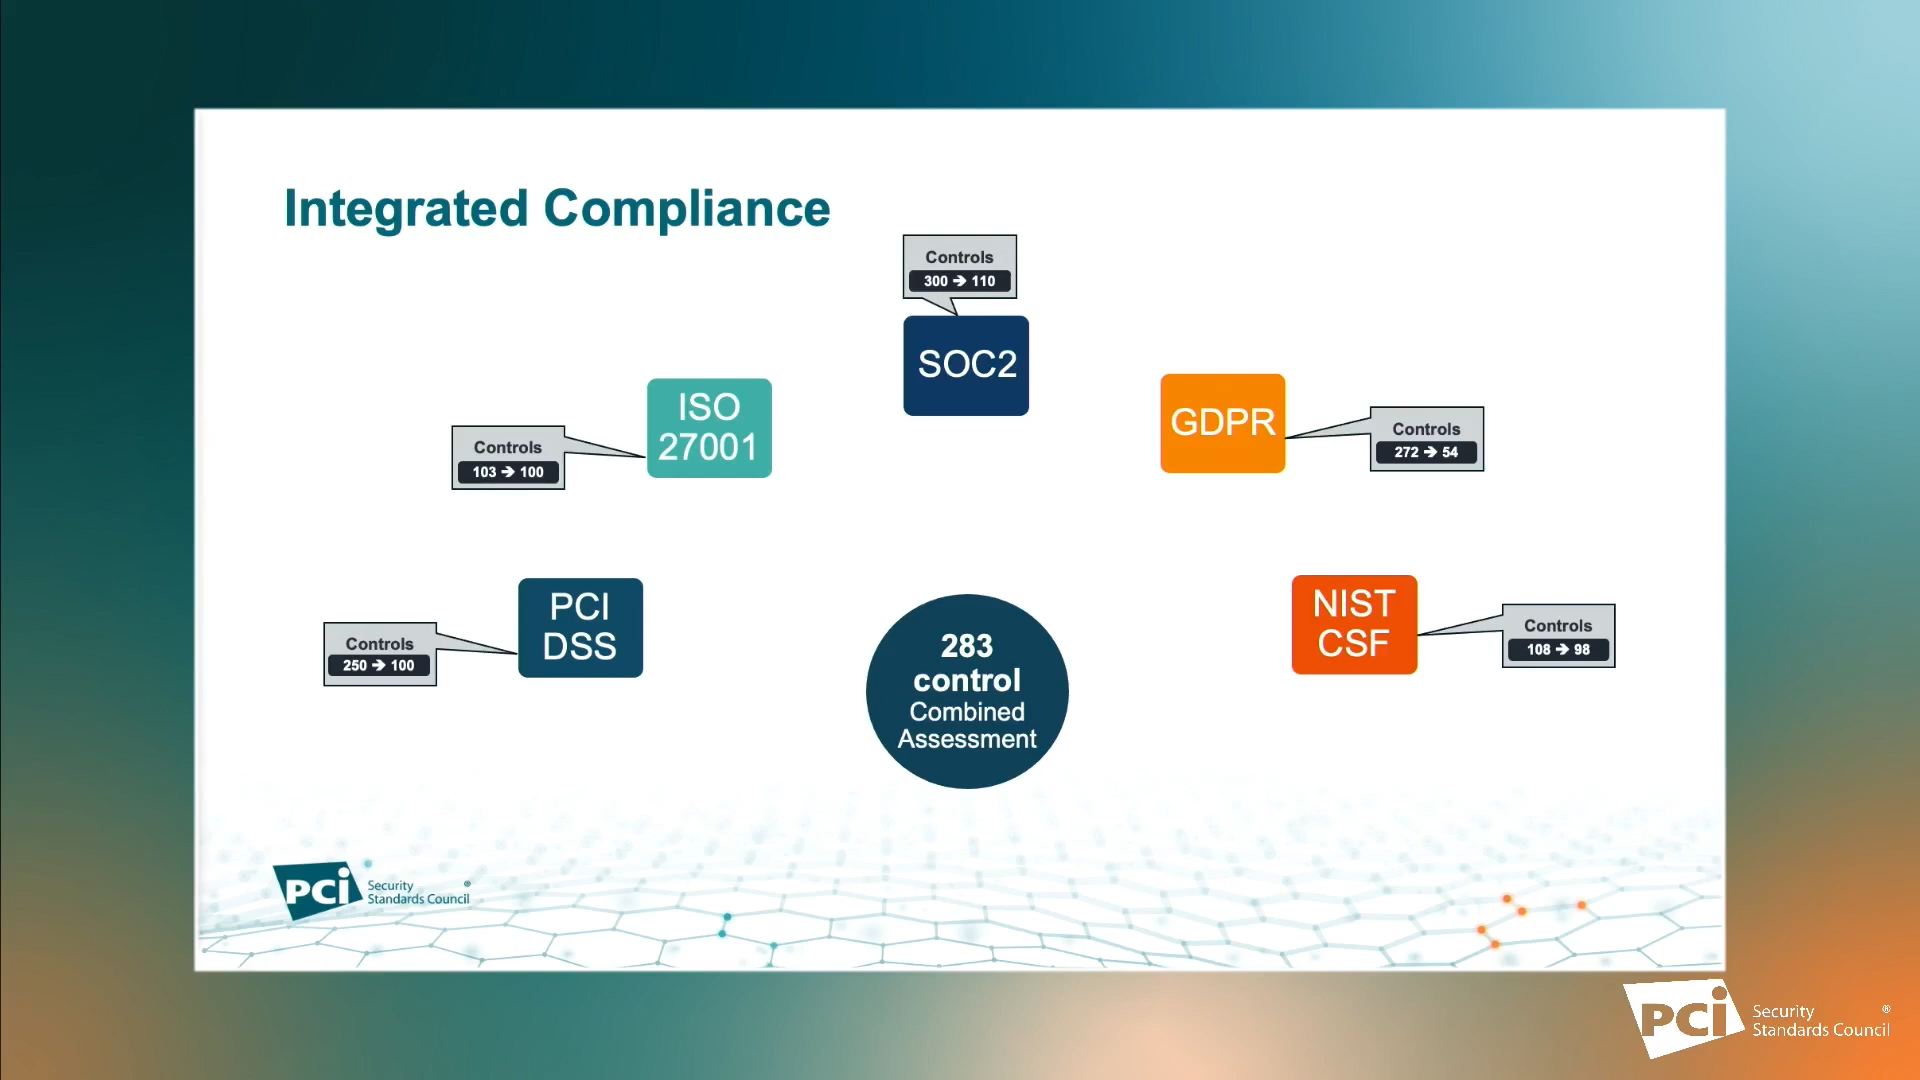 Integrated Compliance
Controls
300 → 110
SOC2
ISO
27001
Controls
103 → 100
GDPR
Controls
272 → 54
PCI
DSS
Controls
250 → 100
NIST
CSF
Controls
108 → 98
283
control
Combined
Assessment
PCi Security
Standards Council ®
PCi Security ®
Standards Council